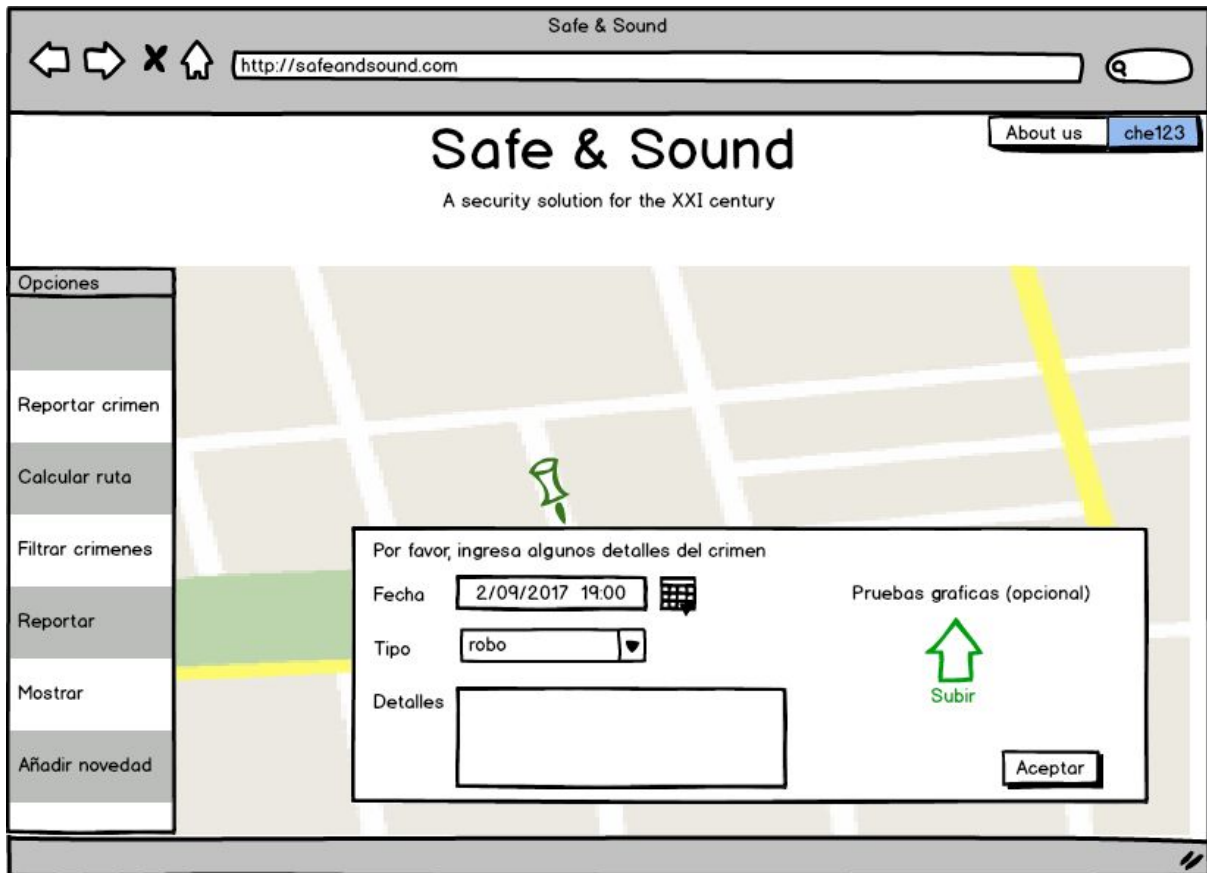 Safe & Sound
http://safeandsound.com
About us
che123
Safe & Sound
A security solution for the XXI century
Opciones
Reportar crimen
Calcular ruta
Filtrar crimenes
Reportar
Mostrar
Añadir novedad
Por favor, ingresa algunos detalles del crimen
Fecha
2/09/2017 19:00
Tipo
robo
Detalles
Pruebas graficas (opcional)
Subir
Aceptar